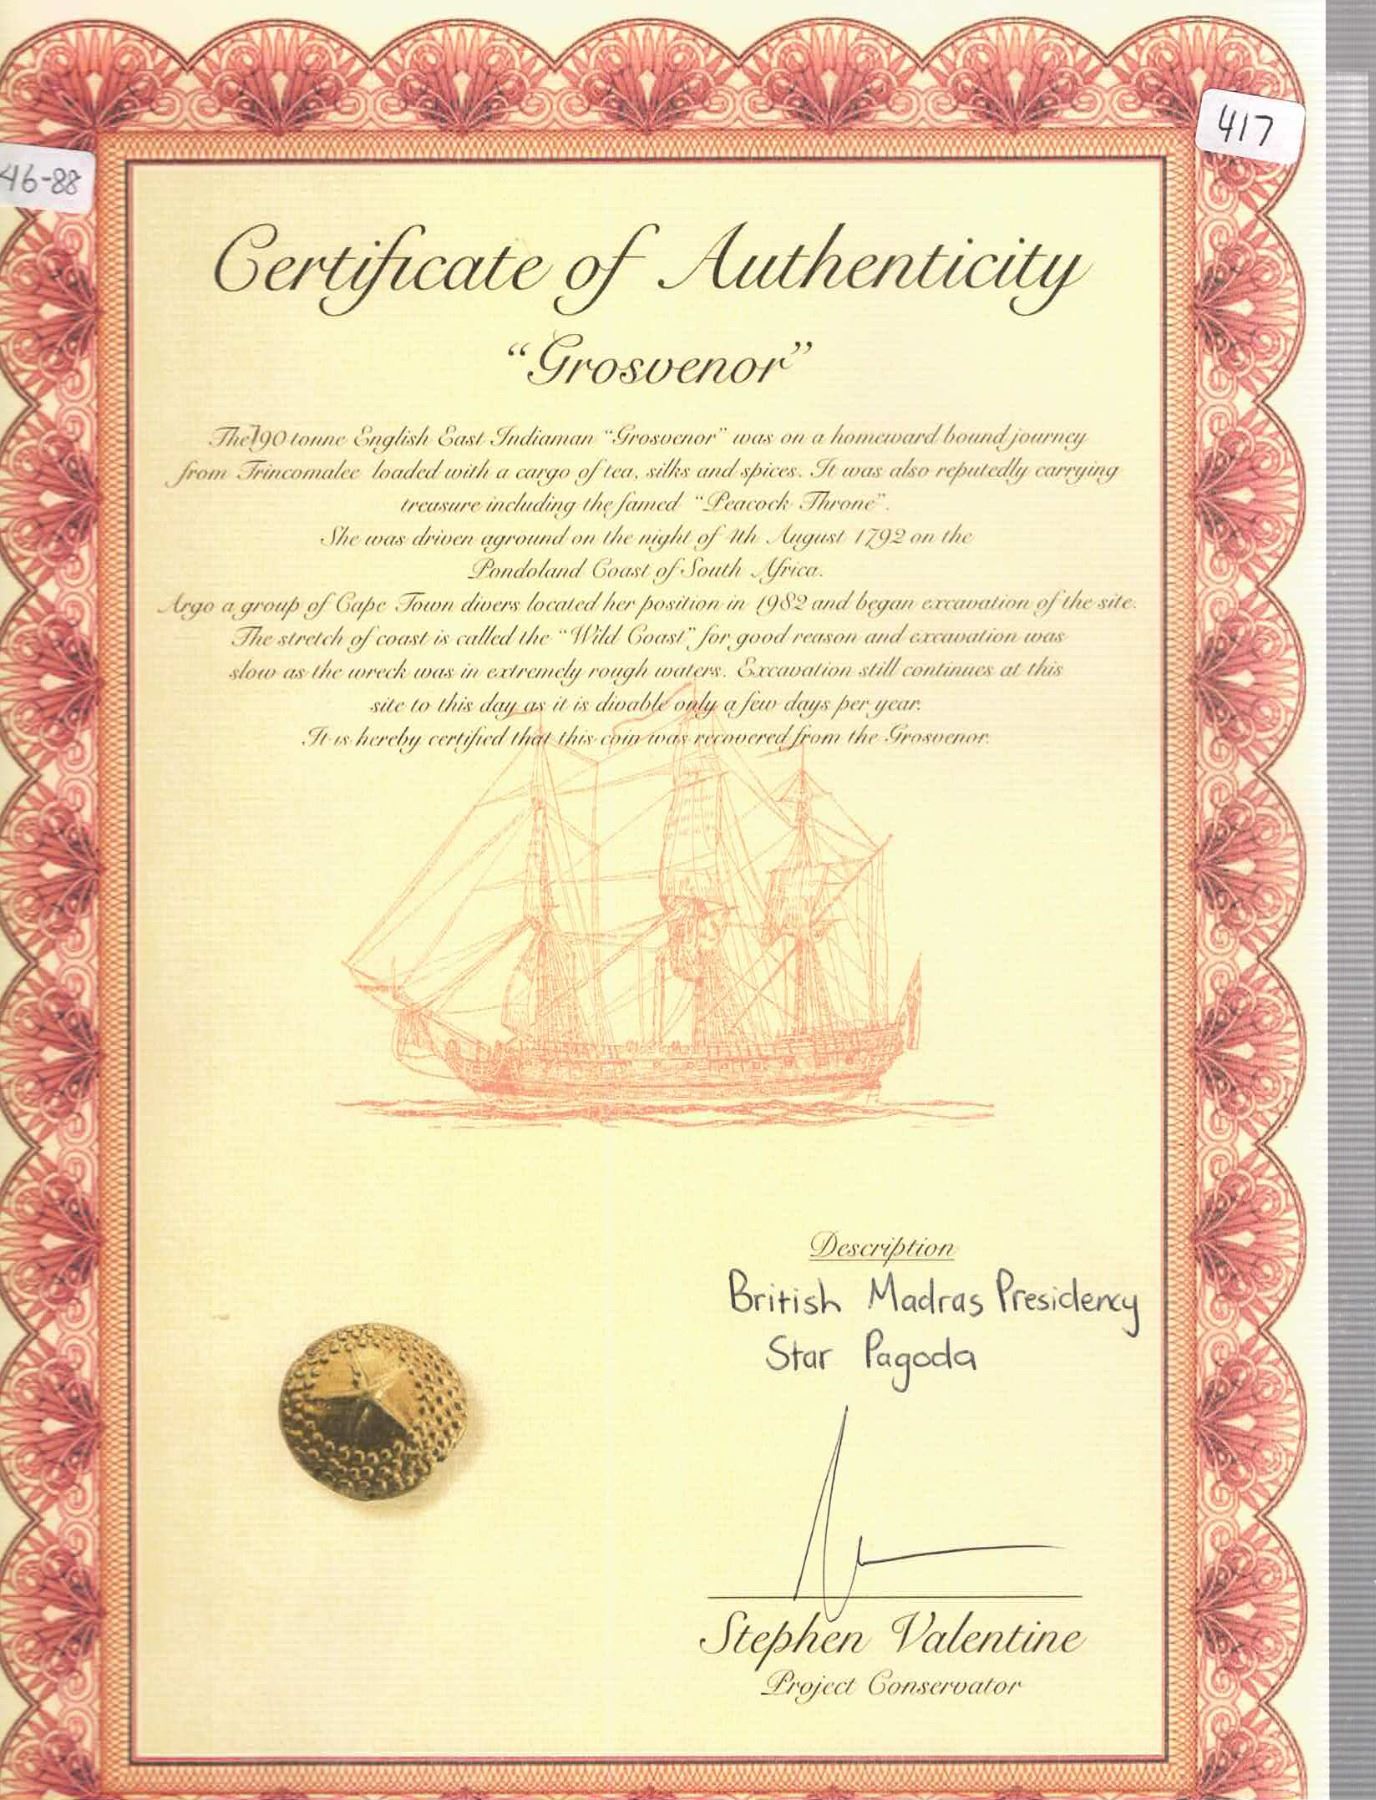 417
46-88
Certificate of Authenticity
"Grosvenor"
The 790 tonne English East Indiaman "Grosvenor" was on a homeward bound journey
from Trincomalee loaded with a cargo of tea, silks and spices. It was also reputedly carrying
treasure including the famed "Peacock Throne".
She was driven aground on the night of 4th August 1792 on the
Pondoland Coast of South Africa.
Argo a group of Cape Town divers located her position in 1982 and began excavation of the site.
The stretch of coast is called the "Wild Coast" for good reason and excavation was
slow as the wreck was in extremely rough waters. Excavation still continues at this
site to this day as it is divable only a few days per year.
It is hereby certified that this coin was recovered from the Grosvenor.
Description
British Madras Presidency
Star Pagoda
Stephen Valentine
Project Conservator